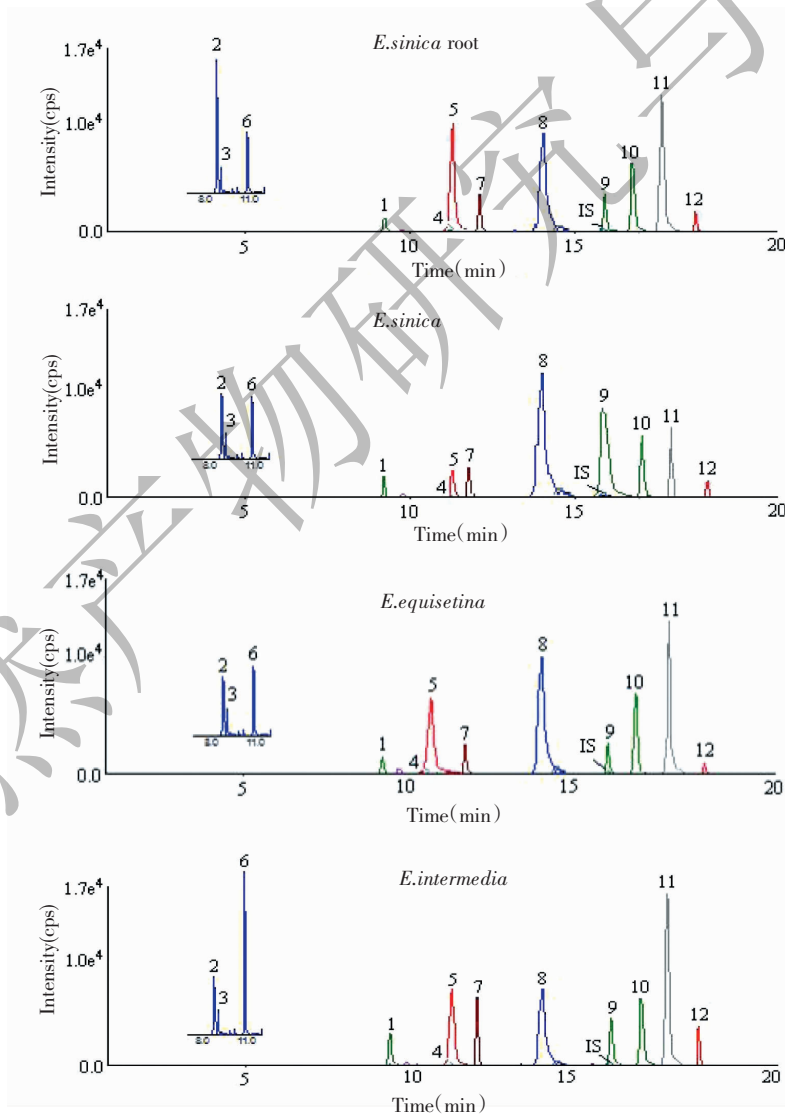 E.sinica root
1.7e4
1.0e4
0.0
Intensity(cps)
2
3
6
8.0 11.0
1
4
5
7
8
IS
9
10
11
12
5 10 15 20
Time(min)
E.sinica
1.7e4
1.0e4
0.0
Intensity(cps)
2
3
6
8.0 11.0
1
4
5
7
8
IS
9
10
11
12
5 10 15 20
Time(min)
E.equisetina
1.7e4
1.0e4
0.0
Intensity(cps)
2
3
6
8.0 11.0
1
4
5
7
8
IS
9
10
11
12
5 10 15 20
Time(min)
E.intermedia
1.7e4
1.0e4
0.0
Intensity(cps)
2
3
6
8.0 11.0
1
4
5
7
8
IS
9
10
11
12
5 10 15 20
Time(min)
然产物研究与